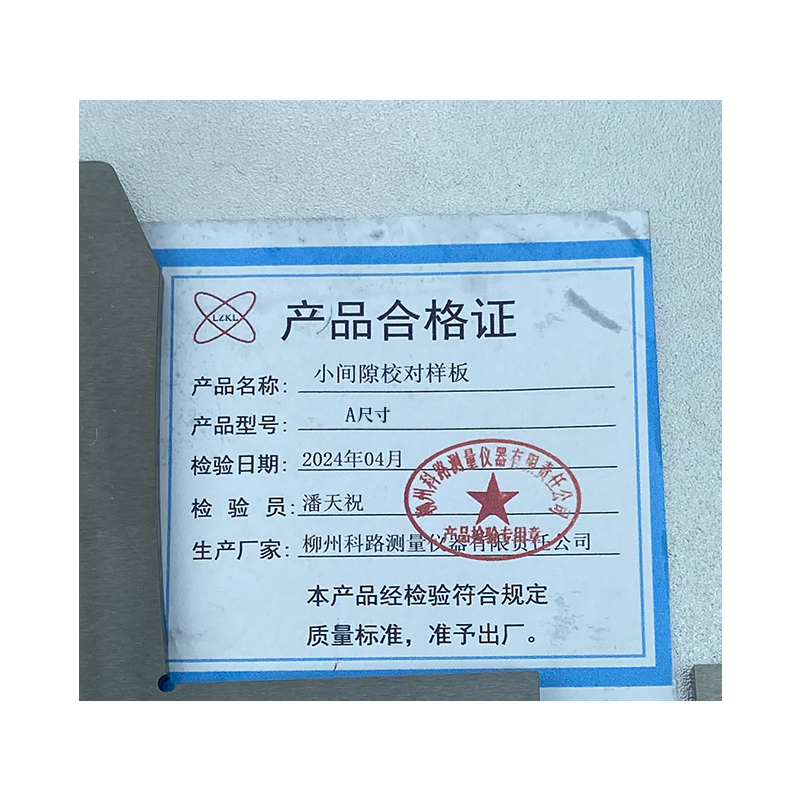 LZKL
产品合格证
产品名称: 小间隙校对样板
产品型号: A尺寸
检验日期: 2024年04月
检 验 员: 潘天祝
生产厂家: 柳州科路测量仪器有限责任公司
柳州科路测量仪器有限责任公司
产品检验专用章
本产品经检验符合规定
质量标准，准予出厂。